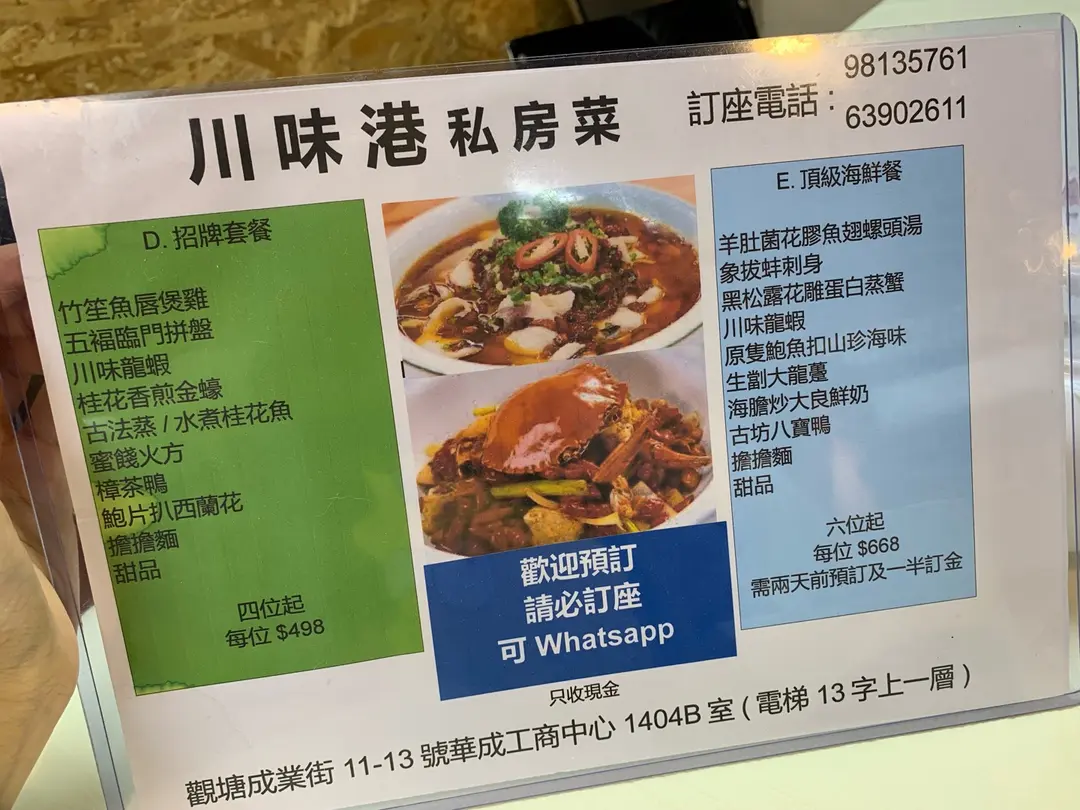 川味港私房菜
訂座電話：
98135761
63902611
D. 招牌套餐
竹笙魚唇煲雞
五福臨門拼盤
川味龍蝦
桂花香煎金蠔
古法蒸 / 水煮桂花魚
蜜餞火方
樟茶鴨
鮑片扒西蘭花
擔擔麵
甜品
四位起
每位 $498
歡迎預訂
請必訂座
可 Whatsapp
E. 頂級海鮮餐
羊肚菌花膠魚翅螺頭湯
象拔蚌刺身
黑松露花雕蛋白蒸蟹
川味龍蝦
原隻鮑魚扣山珍海味
生劏大龍躉
海膽炒大良鮮奶
古坊八寶鴨
擔擔麵
甜品
六位起
每位 $668
需兩天前預訂及一半訂金
只收現金
觀塘成業街 11-13 號華成工商中心 1404B 室 ( 電梯 13 字上一層 )